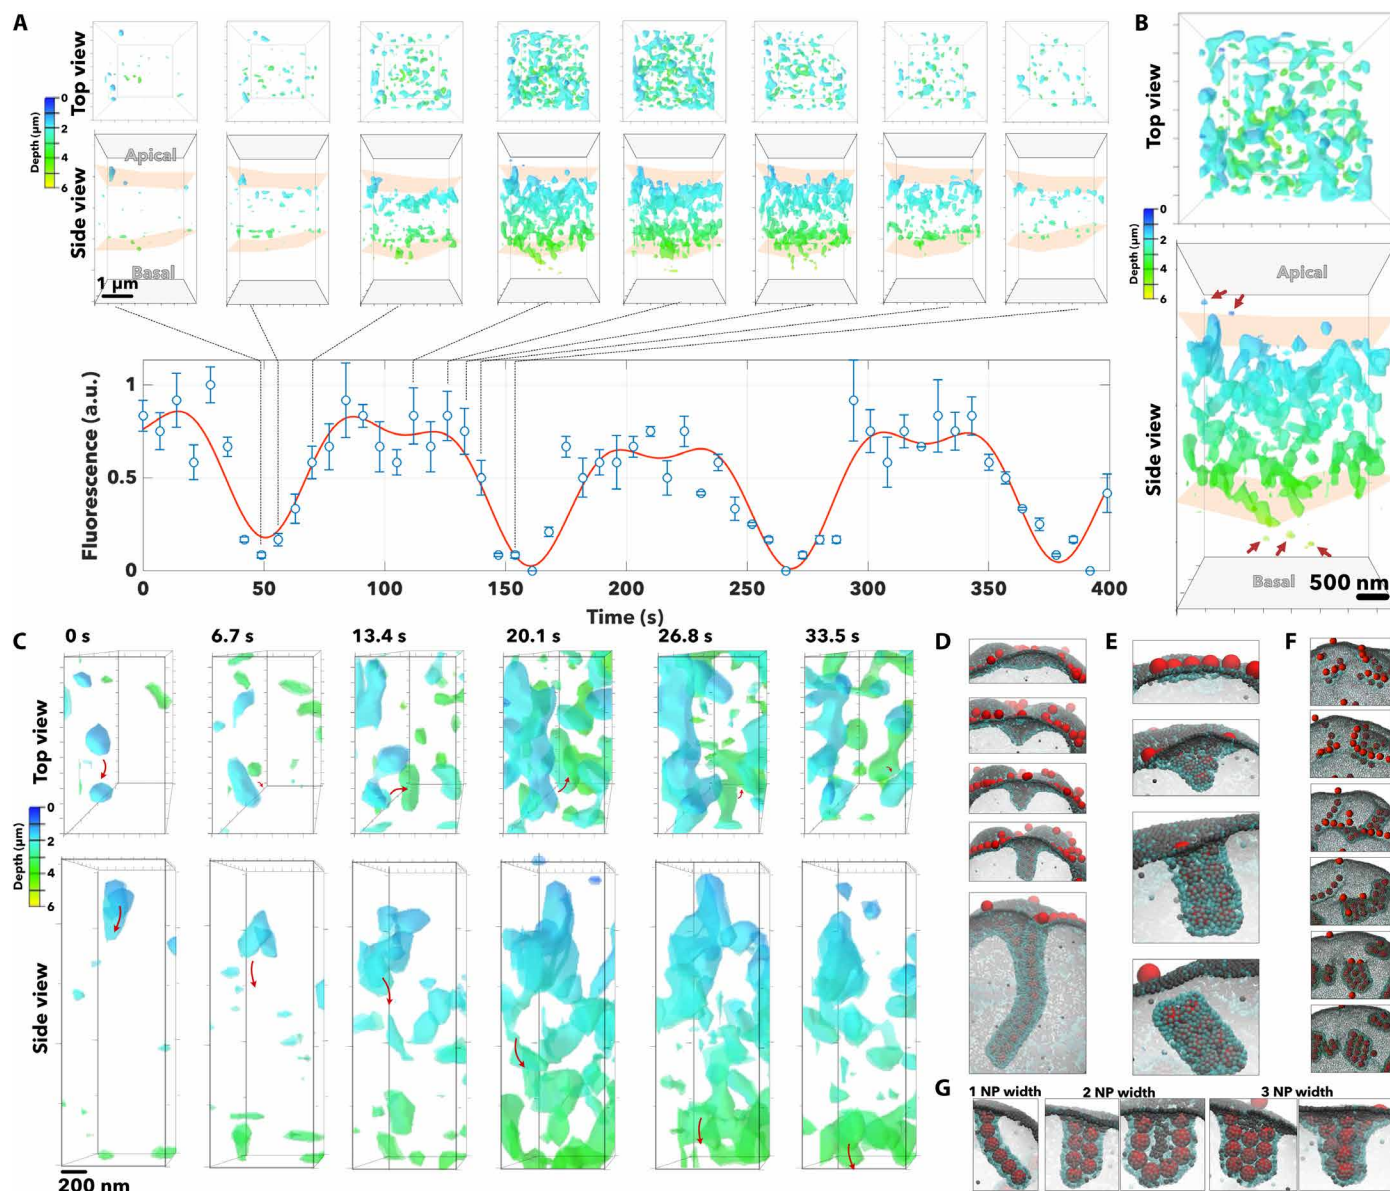 A
B
Top view
Depth (μm)
0
2
4
6
Side view
Apical
Basal
1 μm
Top view
Depth (μm)
0
2
4
6
Side view
Apical
Basal
500 nm
Fluorescence (a.u.)
1
0.5
0
0
50
100
150
200
250
300
350
400
Time (s)
C
0 s
6.7 s
13.4 s
20.1 s
26.8 s
33.5 s
Top view
Depth (μm)
0
2
4
6
Side view
200 nm
D
E
F
G
1 NP width
2 NP width
3 NP width